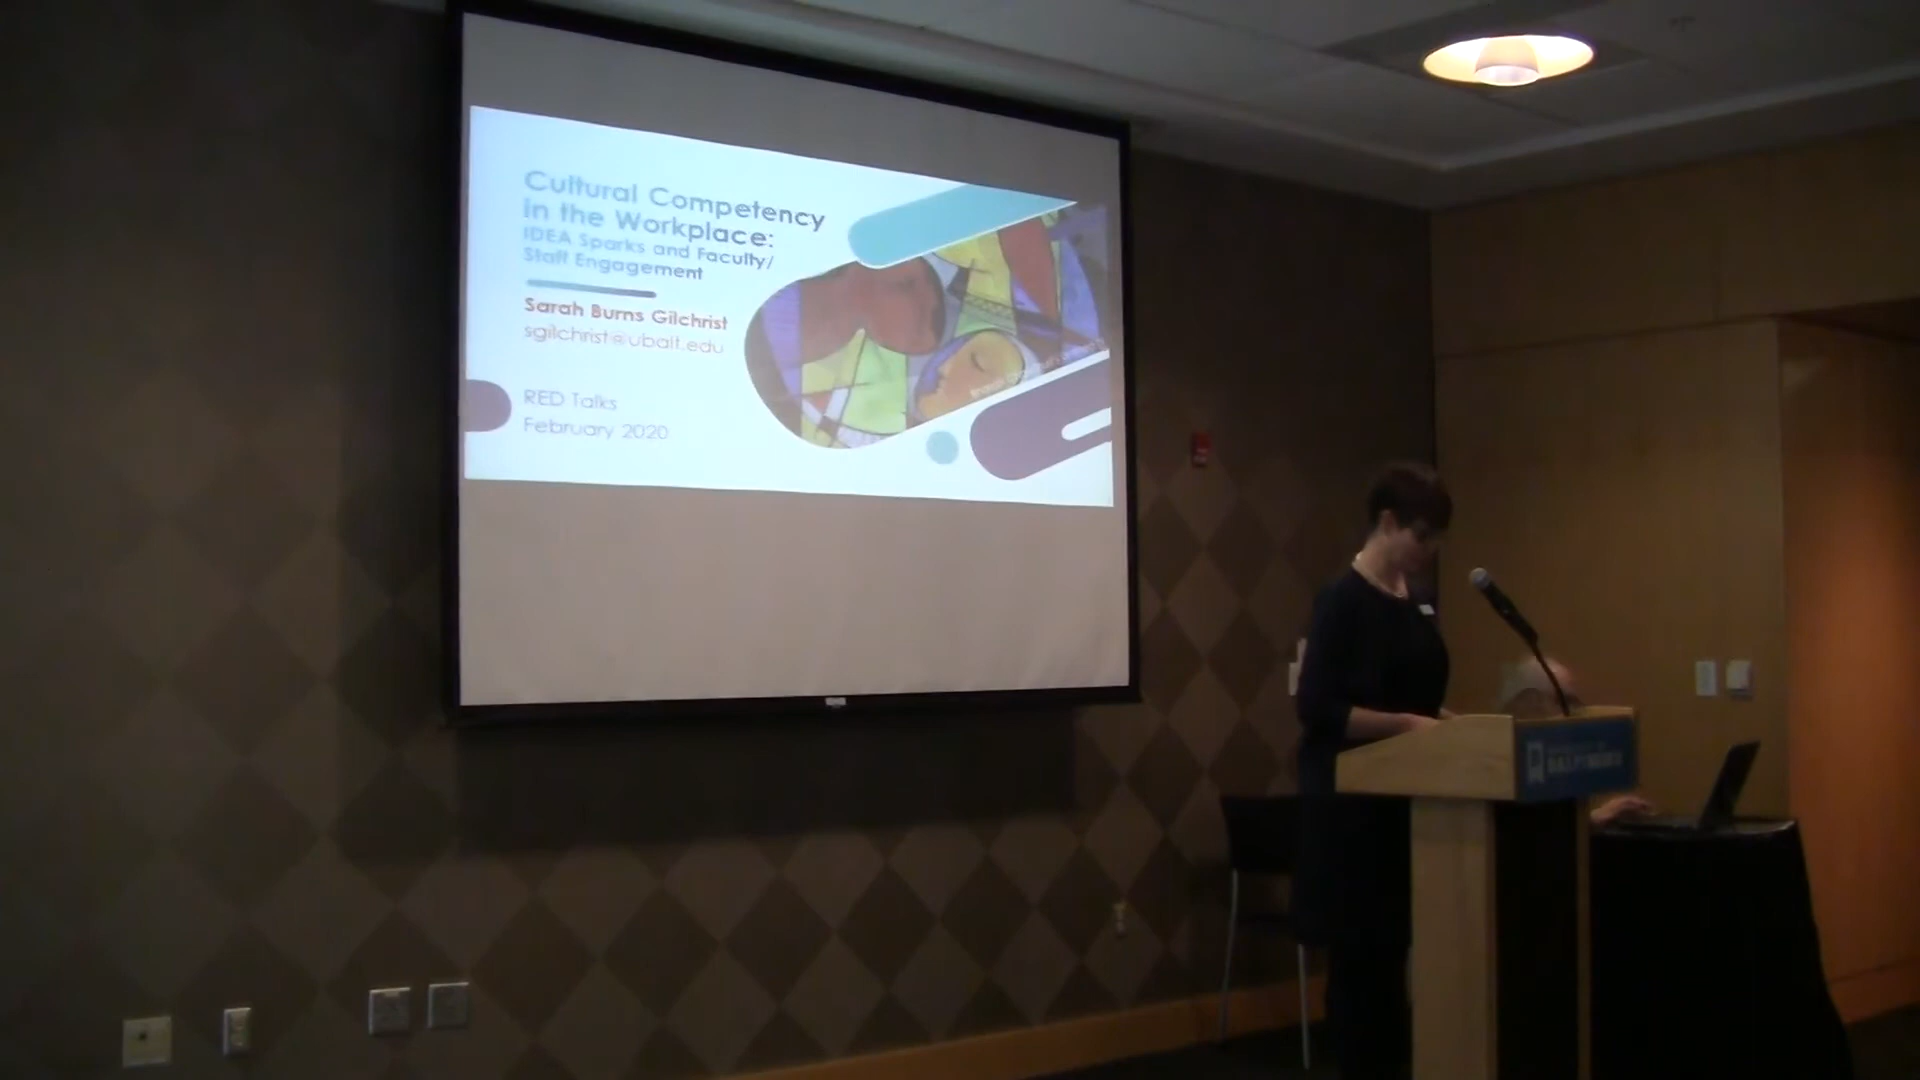 Cultural Competency
in the Workplace:
IDEA Sparks and Faculty/
Staff Engagement
Sarah Burns Gilchrist
sgilchrist@ubalt.edu
RED Talks
February 2020
BALTIMORE